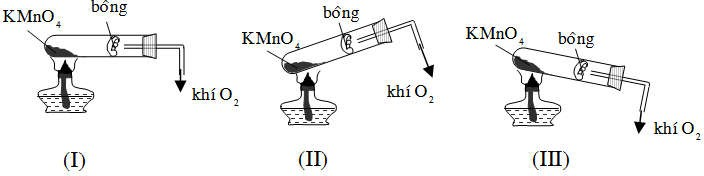 KMnO₄
bông
khí O₂
(I)
KMnO₄
bông
khí O₂
(II)
KMnO₄
bông
khí O₂
(III)